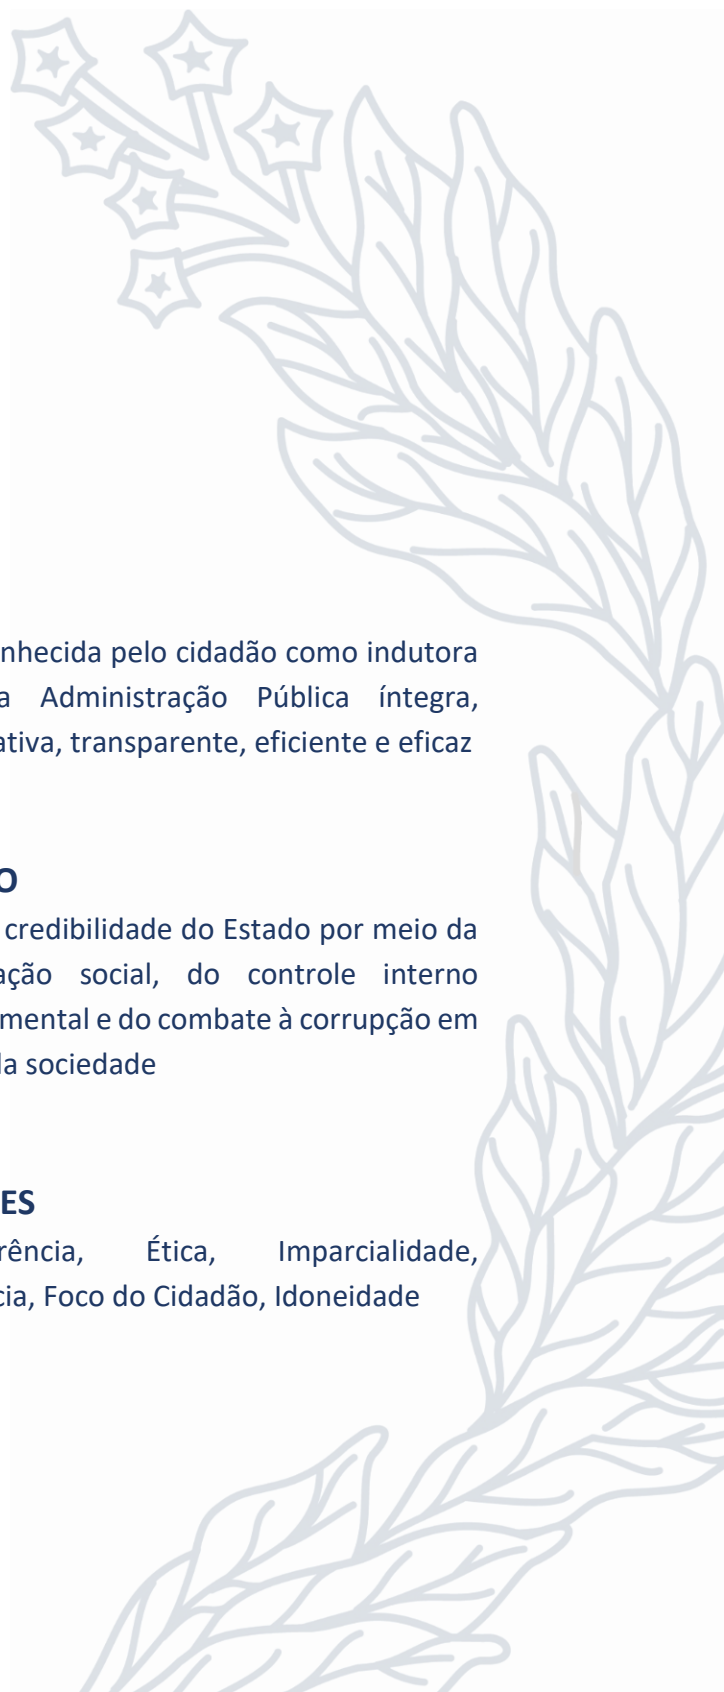 nhecida pelo cidadão como indutora
a Administração Pública íntegra,
ativa, transparente, eficiente e eficaz
O
credibilidade do Estado por meio da
ação social, do controle interno
mental e do combate à corrupção em
da sociedade
ES
rência, Ética, Imparcialidade,
cia, Foco do Cidadão, Idoneidade